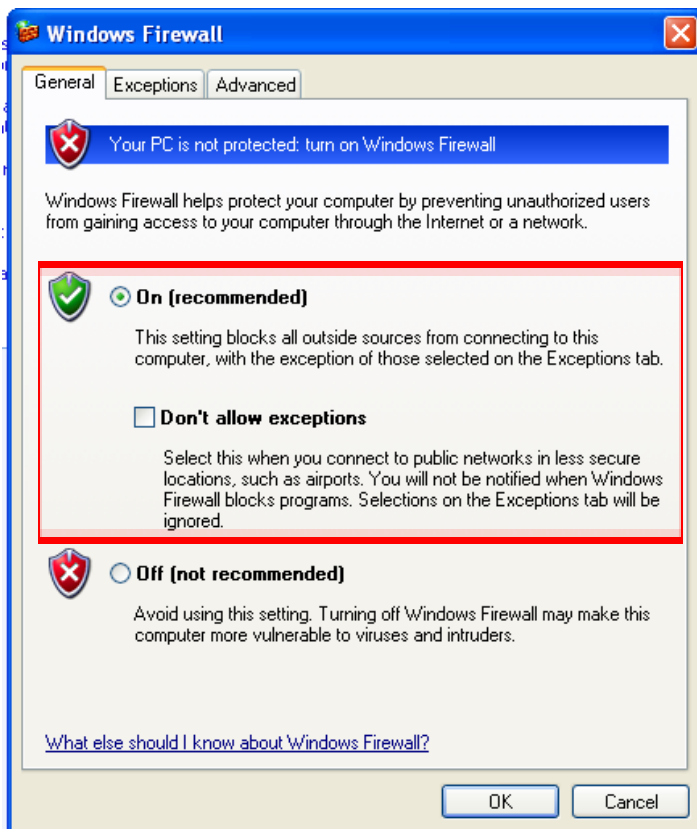 Windows Firewall
General Exceptions Advanced
Your PC is not protected: turn on Windows Firewall
Windows Firewall helps protect your computer by preventing unauthorized users
from gaining access to your computer through the Internet or a network.
On (recommended)
This setting blocks all outside sources from connecting to this
computer, with the exception of those selected on the Exceptions tab.
Don't allow exceptions
Select this when you connect to public networks in less secure
locations, such as airports. You will not be notified when Windows
Firewall blocks programs. Selections on the Exceptions tab will be
ignored.
Off (not recommended)
Avoid using this setting. Turning off Windows Firewall may make this
computer more vulnerable to viruses and intruders.
What else should I know about Windows Firewall?
OK Cancel